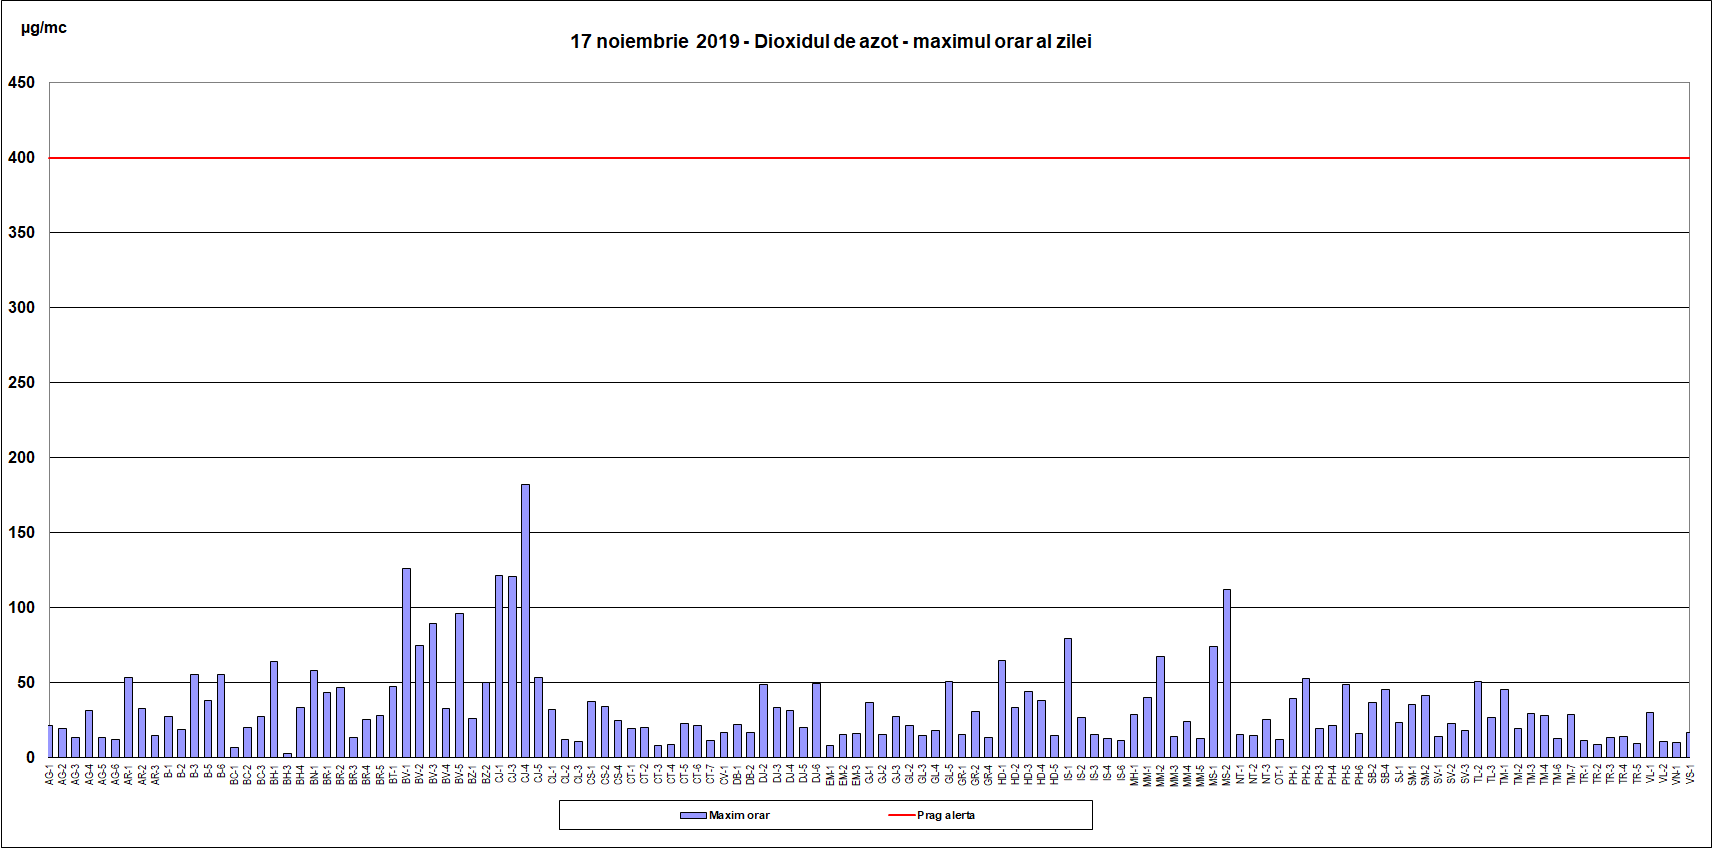 µg/mc
17 noiembrie 2019 - Dioxidul de azot - maximul orar al zilei
450
400
350
300
250
200
150
100
50
0
AG-1 AG-2 AG-3 AG-4 AG-5 AG-6 AR-1 AR-2 AR-3 B-1 B-2 B-3 B-5 B-6 BC-1 BC-2 BC-3 BH-1 BH-3 BH-4 BN-1 BR-1 BR-2 BR-3 BR-4 BR-5 BT-1 BV-1 BV-2 BV-3 BV-4 BV-5 BZ-1 BZ-2 CJ-1 CJ-3 CJ-4 CJ-5 CL-1 CL-2 CL-3 CS-1 CS-2 CS-4 CT-1 CT-2 CT-3 CT-4 CT-5 CT-6 CT-7 CV-1 DB-1 DB-2 DJ-2 DJ-3 DJ-4 DJ-5 DJ-6 EM-1 EM-2 EM-3 GJ-1 GJ-2 GJ-3 GL-2 GL-3 GL-4 GL-5 GR-1 GR-2 GR-4 HD-1 HD-2 HD-3 HD-4 HD-5 IS-1 IS-2 IS-3 IS-4 IS-6 MH-1 MM-1 MM-2 MM-3 MM-4 MM-5 MS-1 MS-2 NT-1 NT-2 NT-3 OT-1 PH-1 PH-2 PH-3 PH-4 PH-5 PH-6 SB-2 SB-4 SJ-1 SM-1 SM-2 SV-1 SV-2 SV-3 TL-2 TL-3 TM-1 TM-2 TM-3 TM-4 TM-6 TM-7 TR-1 TR-2 TR-3 TR-4 TR-5 VL-1 VL-2 VN-1 VS-1
Maxim orar Prag alerta